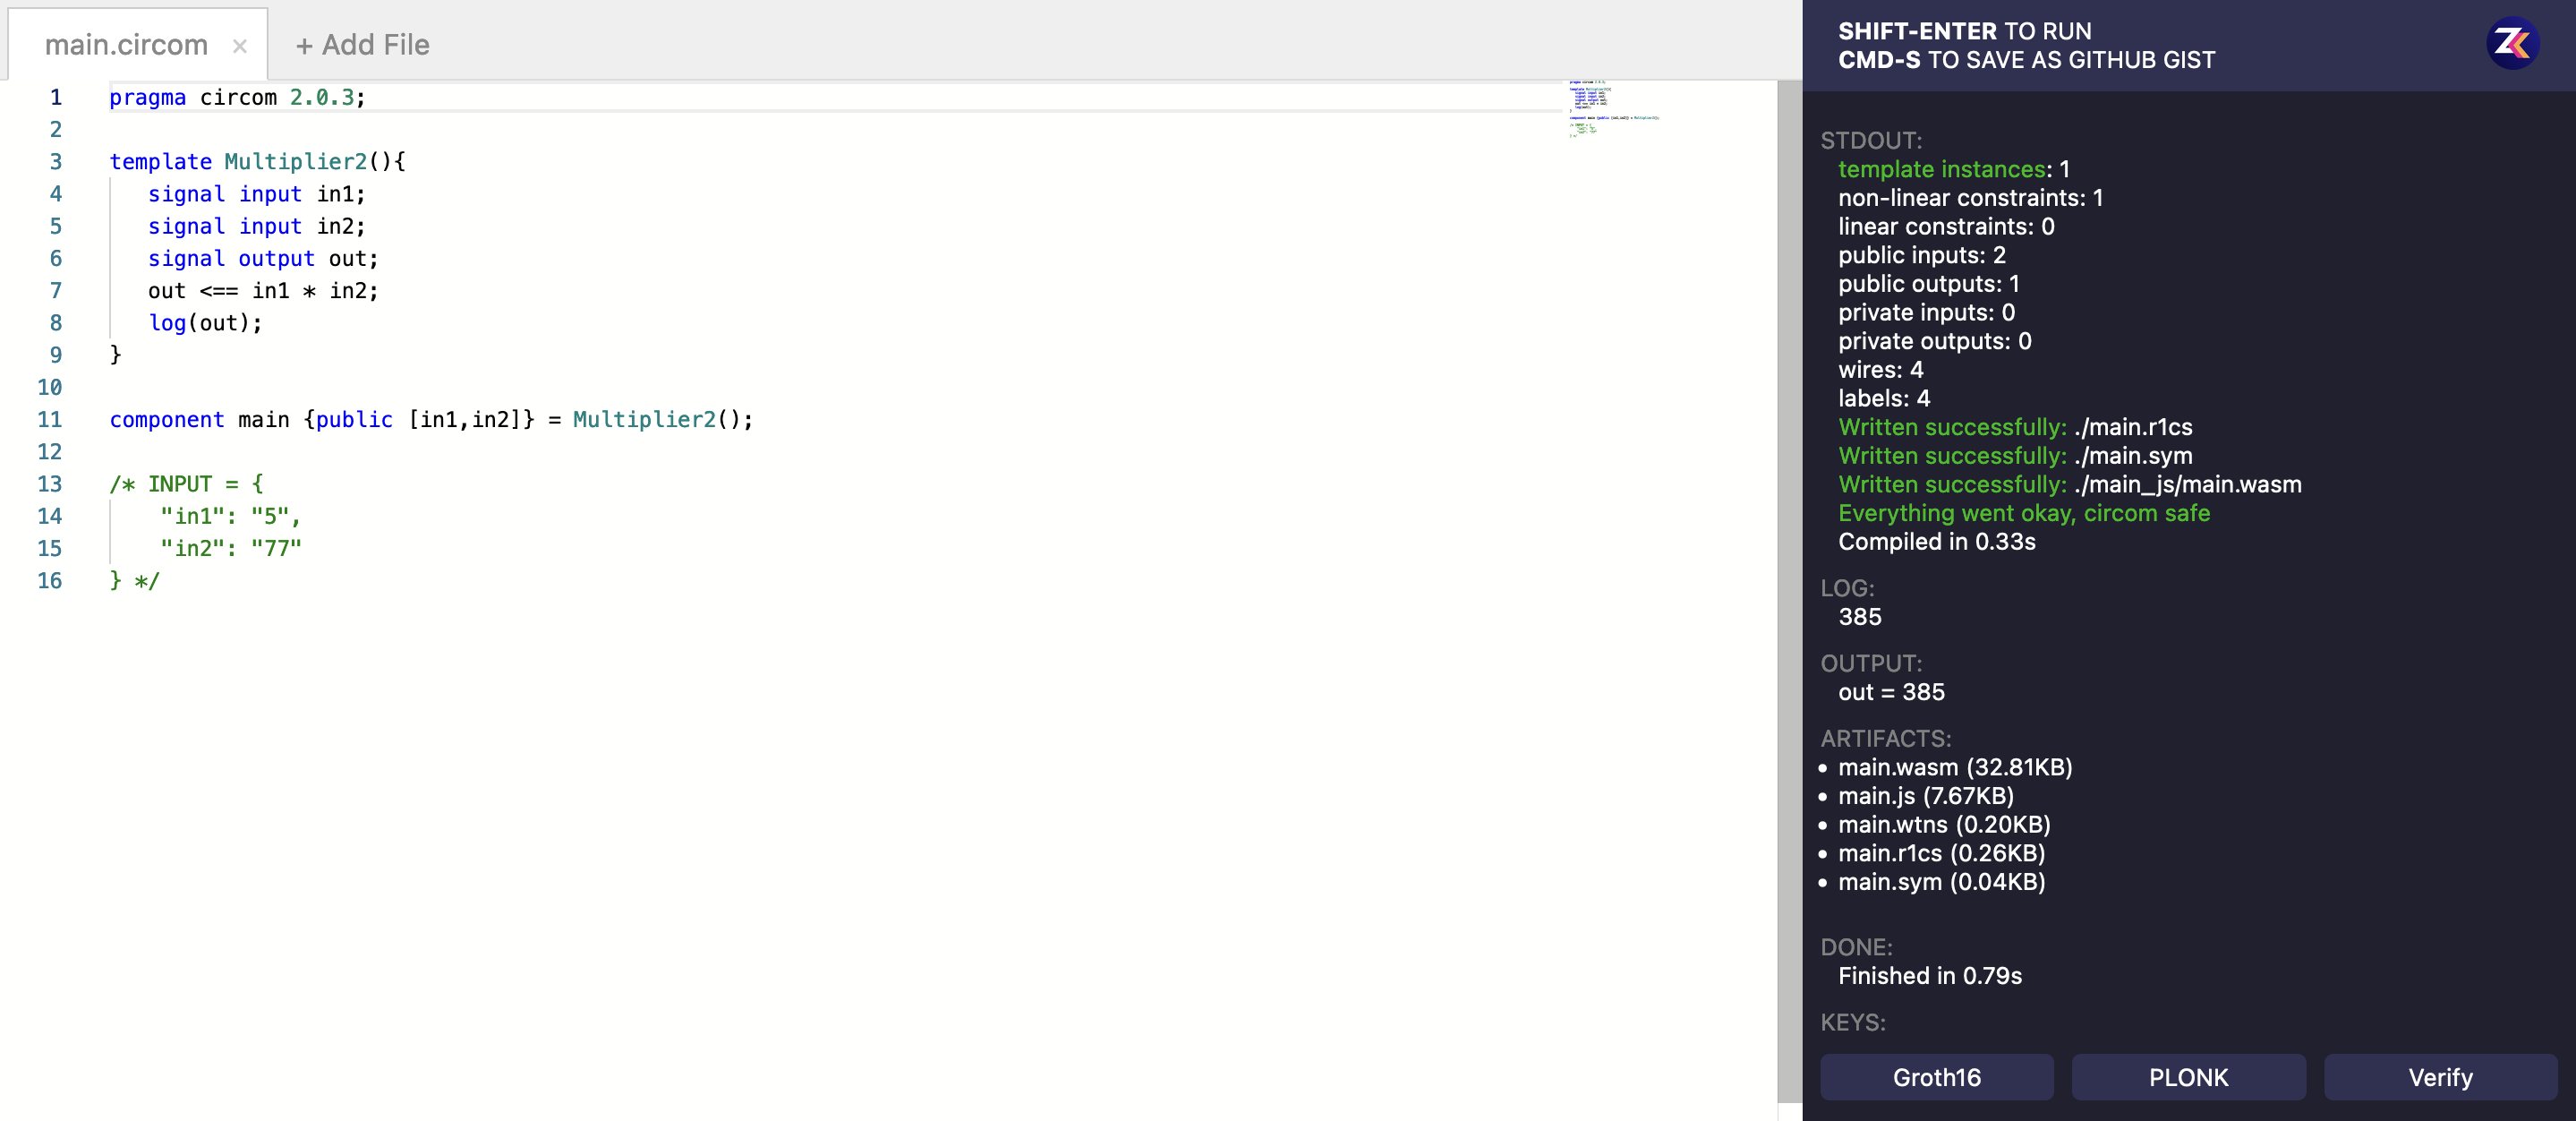 main.circom ×
+ Add File
1 pragma circom 2.0.3;
2
3 template Multiplier2(){
4 signal input in1;
5 signal input in2;
6 signal output out;
7 out <== in1 * in2;
8 log(out);
9 }
10
11 component main {public [in1,in2]} = Multiplier2();
12
13 /* INPUT = {
14 "in1": "5",
15 "in2": "77"
16 } */
SHIFT-ENTER TO RUN
CMD-S TO SAVE AS GITHUB GIST
ZK
STDOUT:
template instances: 1
non-linear constraints: 1
linear constraints: 0
public inputs: 2
public outputs: 1
private inputs: 0
private outputs: 0
wires: 4
labels: 4
Written successfully: ./main.r1cs
Written successfully: ./main.sym
Written successfully: ./main_js/main.wasm
Everything went okay, circom safe
Compiled in 0.33s
LOG:
385
OUTPUT:
out = 385
ARTIFACTS:
• main.wasm (32.81KB)
• main.js (7.67KB)
• main.wtns (0.20KB)
• main.r1cs (0.26KB)
• main.sym (0.04KB)
DONE:
Finished in 0.79s
KEYS:
Groth16
PLONK
Verify